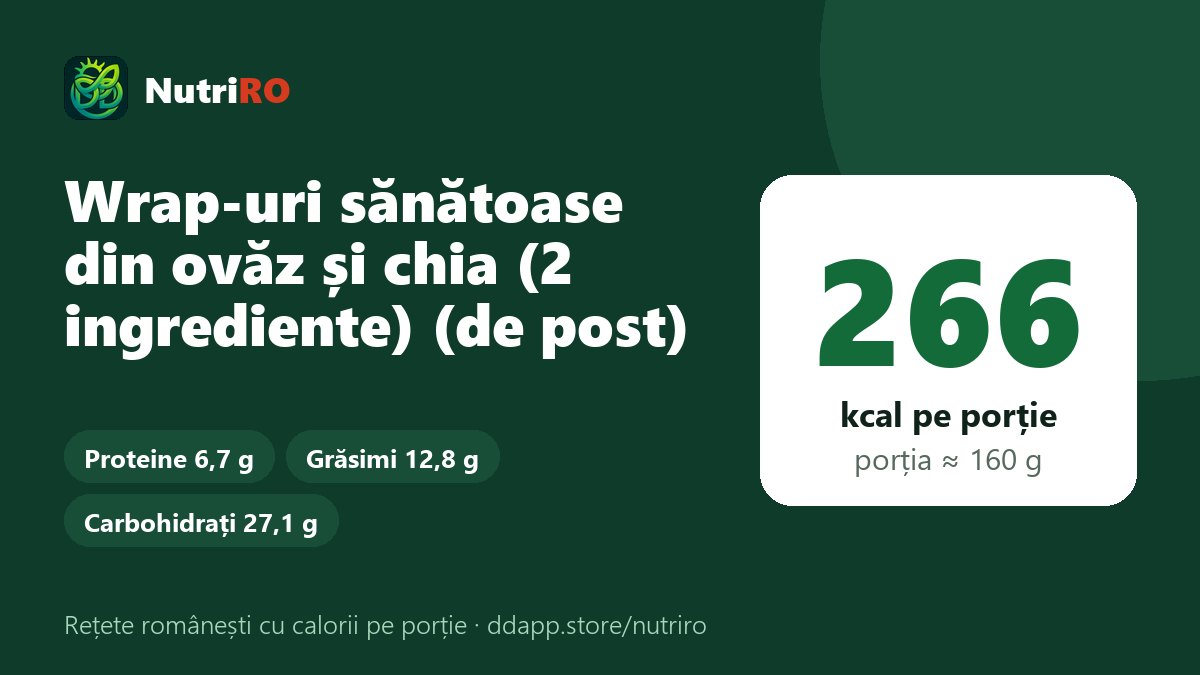 NutriRO
Wrap-uri sănătoase
din ovăz și chia (2
ingrediente) (de post)
266
kcal pe porție
porția ≈ 160 g
Proteine 6,7 g
Grăsimi 12,8 g
Carbohidrați 27,1 g
Rețete românești cu calorii pe porție · ddapp.store/nutriro